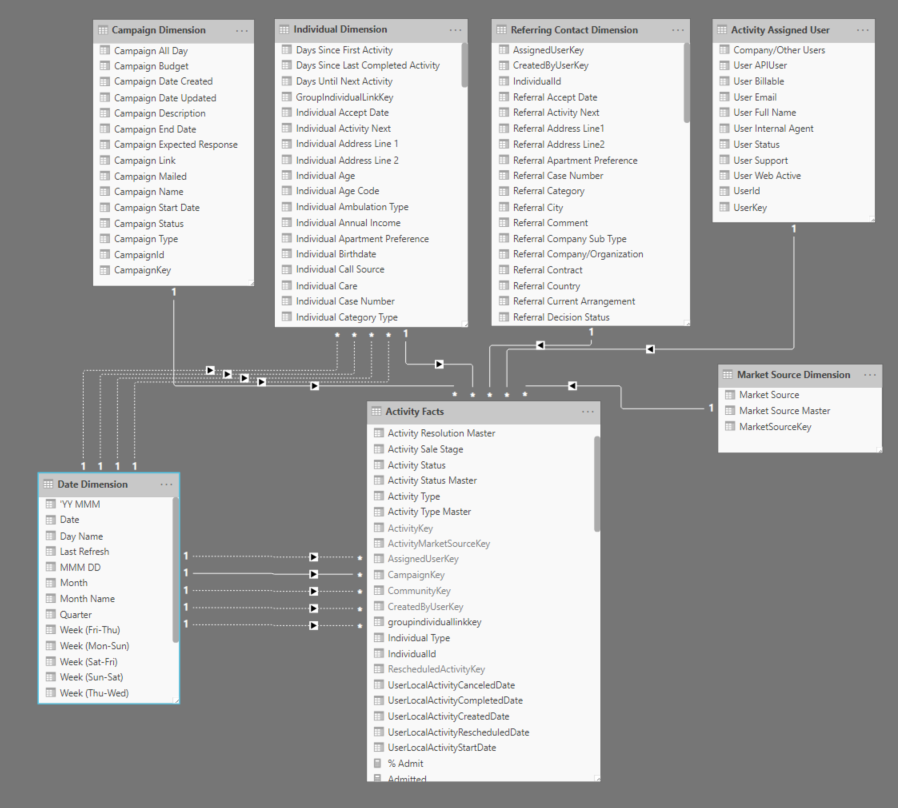 Campaign Dimension
Campaign All Day
Campaign Budget
Campaign Date Created
Campaign Date Updated
Campaign Description
Campaign End Date
Campaign Expected Response
Campaign Link
Campaign Mailed
Campaign Name
Campaign Start Date
Campaign Status
Campaign Type
CampaignId
CampaignKey
1
Individual Dimension
Days Since First Activity
Days Since Last Completed Activity
Days Until Next Activity
GroupIndividualLinkKey
Individual Accept Date
Individual Activity Next
Individual Address Line 1
Individual Address Line 2
Individual Age
Individual Age Code
Individual Ambulation Type
Individual Annual Income
Individual Apartment Preference
Individual Birthdate
Individual Call Source
Individual Care
Individual Case Number
Individual Category Type
* * * * 1
Referring Contact Dimension
AssignedUserKey
CreatedByUserKey
IndividualId
Referral Accept Date
Referral Activity Next
Referral Address Line1
Referral Address Line2
Referral Apartment Preference
Referral Case Number
Referral Category
Referral City
Referral Comment
Referral Company Sub Type
Referral Company/Organization
Referral Contract
Referral Country
Referral Current Arrangement
Referral Decision Status
1
Activity Assigned User
Company/Other Users
User APIUser
User Billable
User Email
User Full Name
User Internal Agent
User Status
User Support
User Web Active
UserId
UserKey
1
Market Source Dimension
Market Source
Market Source Master
MarketSourceKey
1
* * * * *
1 1 1 1
Date Dimension
'YY MMM
Date
Day Name
Last Refresh
MMM DD
Month
Month Name
Quarter
Week (Fri-Thu)
Week (Mon-Sun)
Week (Sat-Fri)
Week (Sun-Sat)
Week (Thu-Wed)
1 *
1 *
1 *
1 *
1 *
Activity Facts
Activity Resolution Master
Activity Sale Stage
Activity Status
Activity Status Master
Activity Type
Activity Type Master
ActivityKey
ActivityMarketSourceKey
AssignedUserKey
CampaignKey
CommunityKey
CreatedByUserKey
groupindividuallinkkey
Individual Type
IndividualId
RescheduledActivityKey
UserLocalActivityCanceledDate
UserLocalActivityCompletedDate
UserLocalActivityCreatedDate
UserLocalActivityRescheduledDate
UserLocalActivityStartDate
% Admit
Admitted